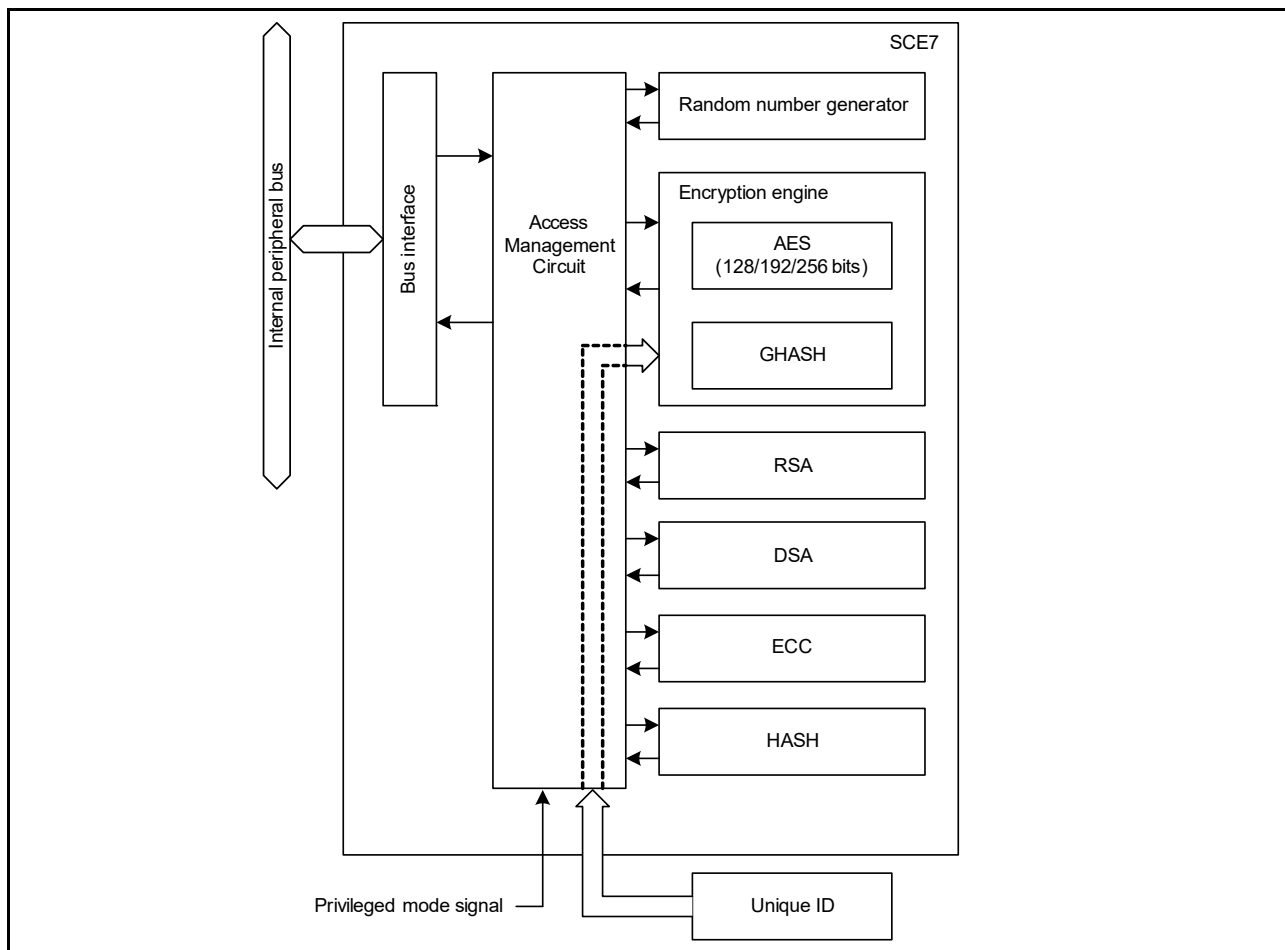 SCE7
Internal peripheral bus
Bus interface
Access
Management
Circuit
Random number generator
Encryption engine
AES
(128/192/256 bits)
GHASH
RSA
DSA
ECC
HASH
Privileged mode signal
Unique ID